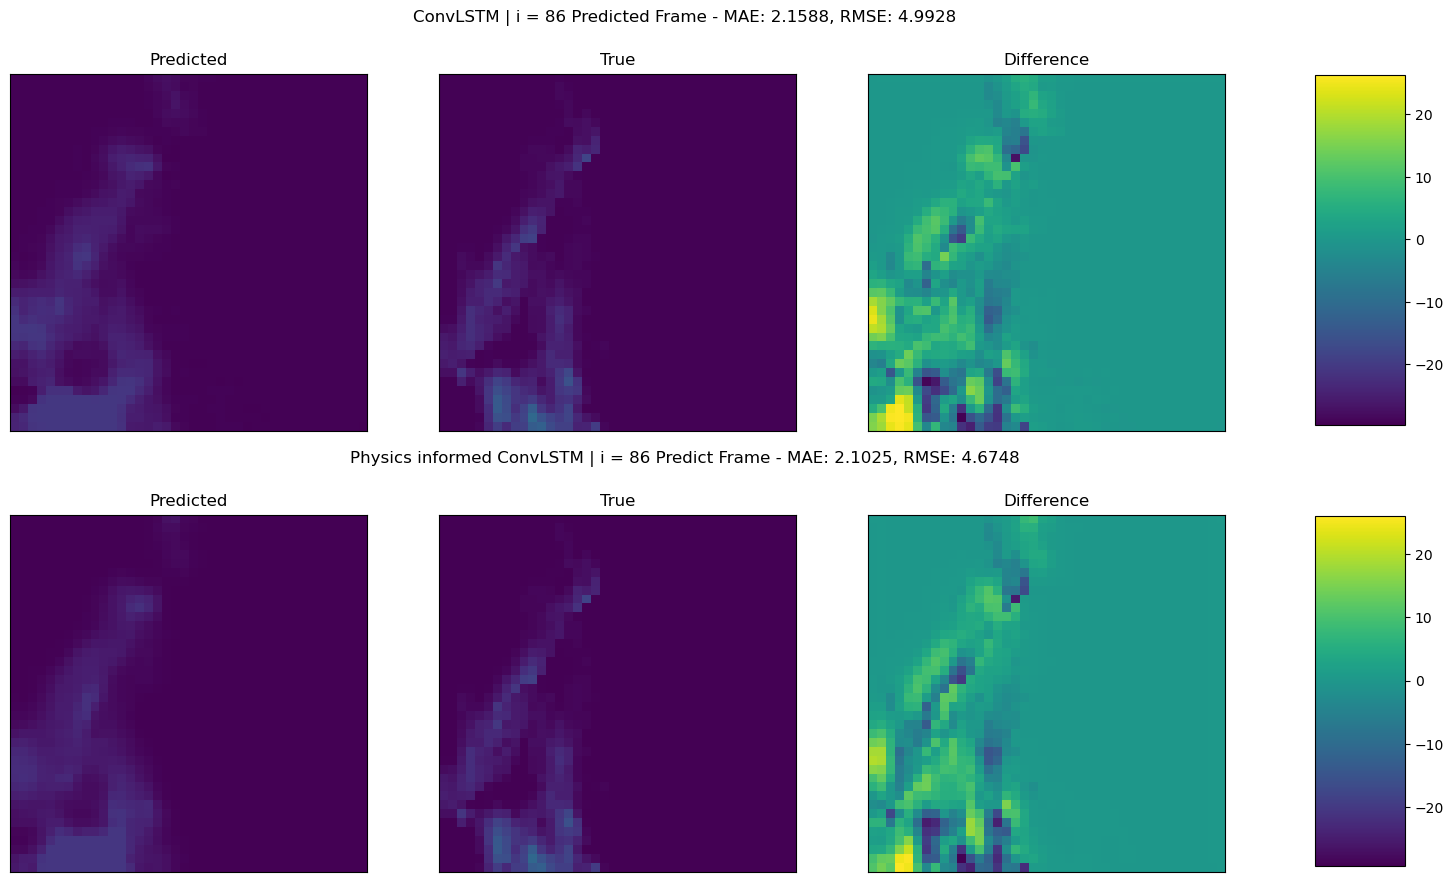 ConvLSTM | i = 86 Predicted Frame - MAE: 2.1588, RMSE: 4.9928
Predicted
True
Difference
20
10
0
−10
−20
Physics informed ConvLSTM | i = 86 Predict Frame - MAE: 2.1025, RMSE: 4.6748
Predicted
True
Difference
20
10
0
−10
−20